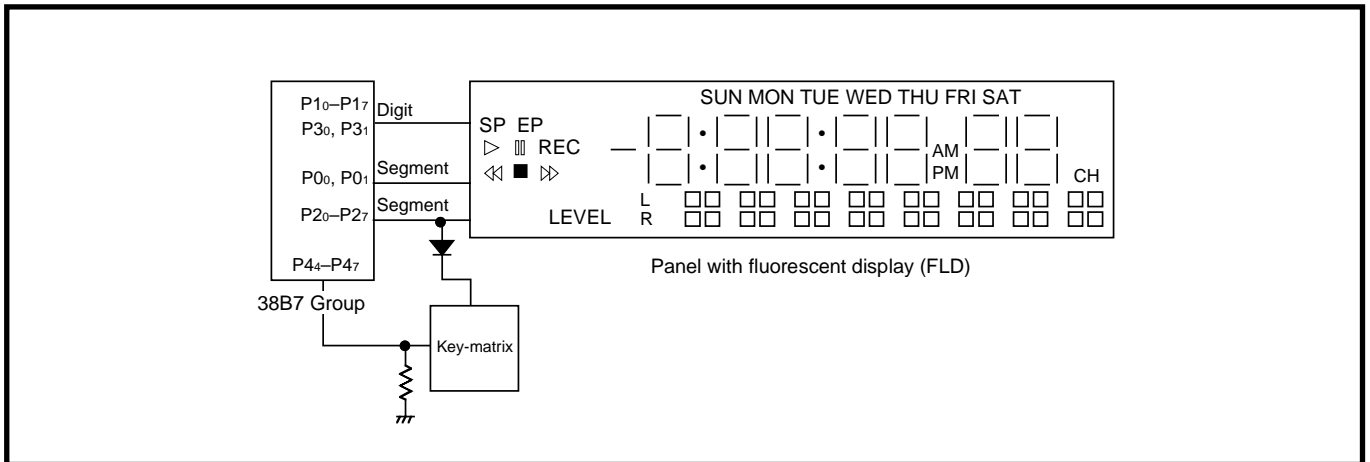 SUN MON TUE WED THU FRI SAT
P1₀–P1₇
Digit
P3₀, P3₁
SP EP
REC
AM
P0₀, P0₁
Segment
PM
CH
P2₀–P2₇
Segment
LEVEL
L
R
P4₄–P4₇
Panel with fluorescent display (FLD)
38B7 Group
Key-matrix